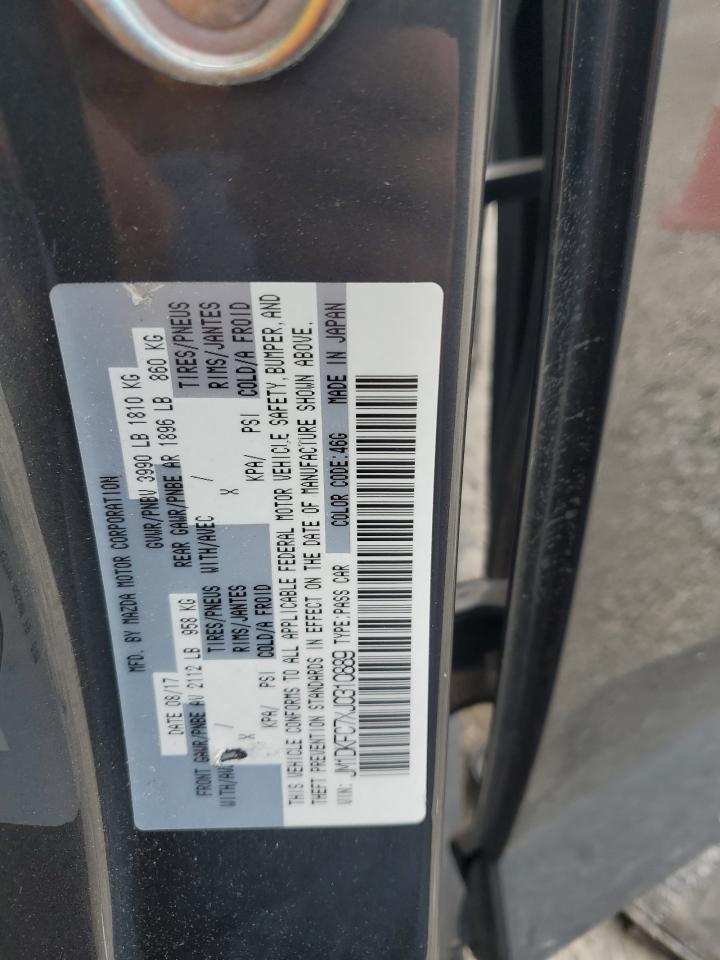 MFD. BY MAZDA MOTOR CORPORATION
DATE 08/17 GVWR/PNBV 3990 LB 1810 KG
FRONT GAWR/PNBE AV 2112 LB 958 KG REAR GAWR/PNBE AR 1896 LB 860 KG
WITH/AVEC / TIRES/PNEUS WITH/AVEC / TIRES/PNEUS
X RIMS/JANTES X RIMS/JANTES
KPA/ PSI COLD/A FROID KPA/ PSI COLD/A FROID
THIS VEHICLE CONFORMS TO ALL APPLICABLE FEDERAL MOTOR VEHICLE SAFETY, BUMPER, AND
THEFT PREVENTION STANDARDS IN EFFECT ON THE DATE OF MANUFACTURE SHOWN ABOVE.
VIN: JM1DKFC7XJ0310889 TYPE:PASS CAR COLOR CODE:46G MADE IN JAPAN